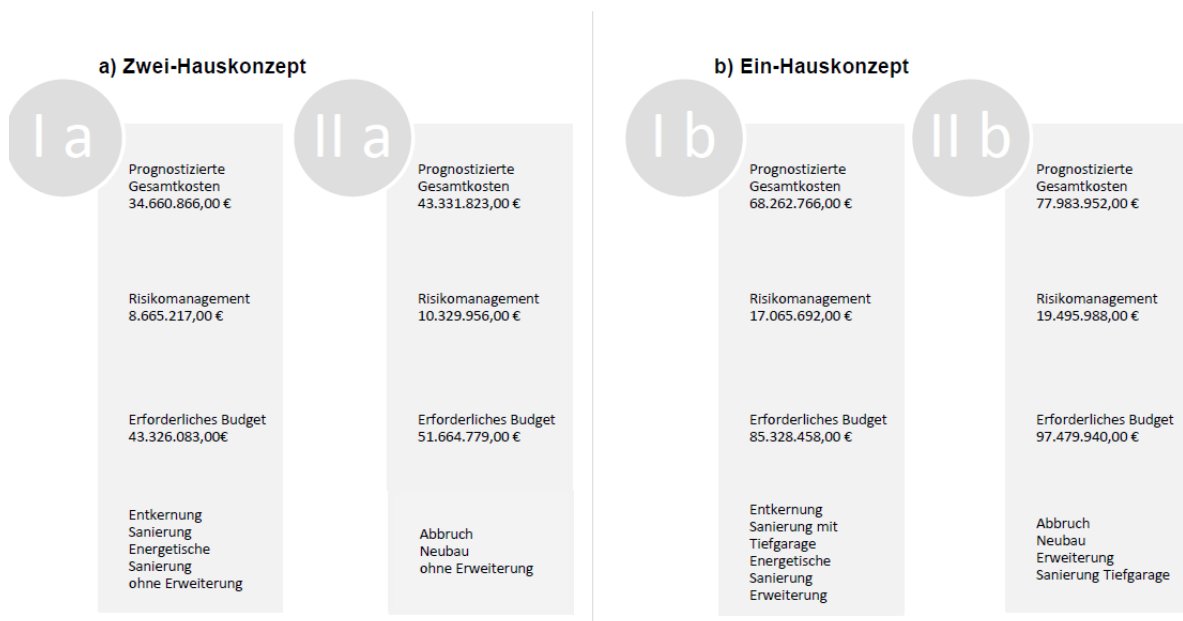 a) Zwei-Hauskonzept
I a
Prognostizierte
Gesamtkosten
34.660.866,00 €
Risikomanagement
8.665.217,00 €
Erforderliches Budget
43.326.083,00€
Entkernung
Sanierung
Energetische
Sanierung
ohne Erweiterung
II a
Prognostizierte
Gesamtkosten
43.331.823,00 €
Risikomanagement
10.329.956,00 €
Erforderliches Budget
51.664.779,00 €
Abbruch
Neubau
ohne Erweiterung
b) Ein-Hauskonzept
I b
Prognostizierte
Gesamtkosten
68.262.766,00 €
Risikomanagement
17.065.692,00 €
Erforderliches Budget
85.328.458,00 €
Entkernung
Sanierung mit
Tiefgarage
Energetische
Sanierung
Erweiterung
II b
Prognostizierte
Gesamtkosten
77.983.952,00 €
Risikomanagement
19.495.988,00 €
Erforderliches Budget
97.479.940,00 €
Abbruch
Neubau
Erweiterung
Sanierung Tiefgarage